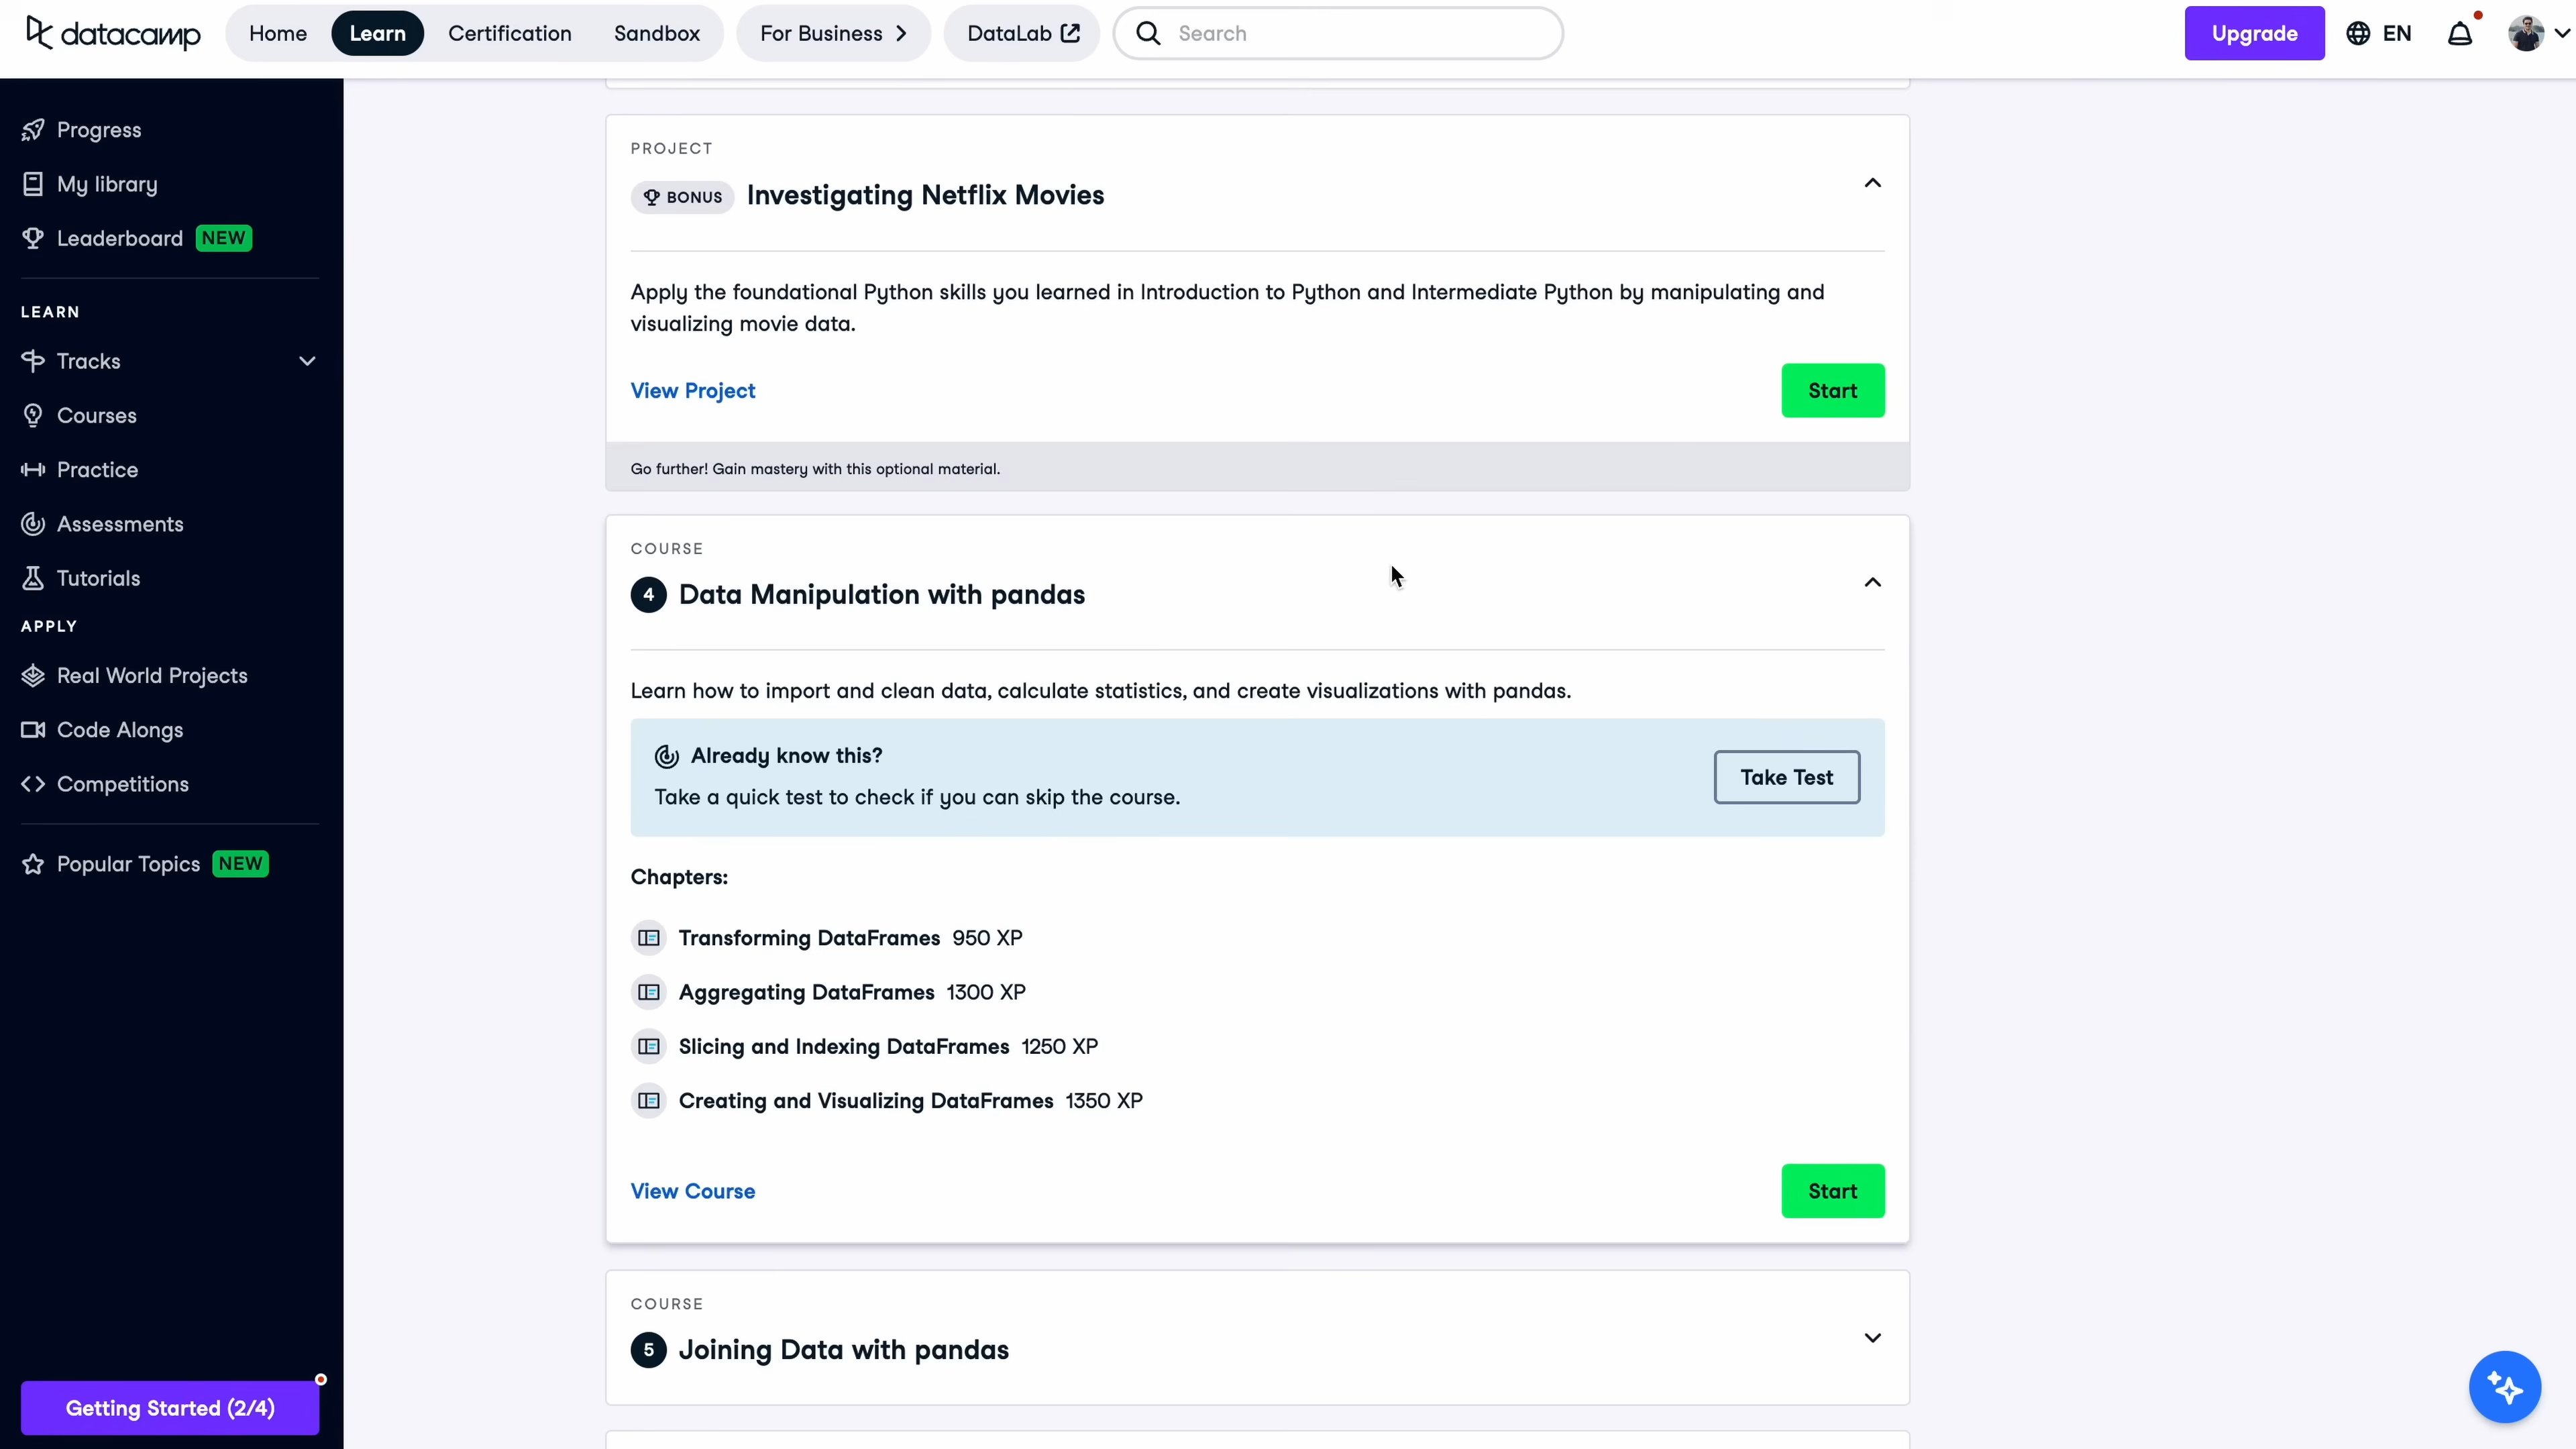 datacamp
Home
Learn
Certification
Sandbox
For Business
DataLab
Search
Upgrade
EN
Progress
My library
Leaderboard NEW
LEARN
Tracks
Courses
Practice
Assessments
Tutorials
APPLY
Real World Projects
Code Alongs
Competitions
Popular Topics NEW
Getting Started (2/4)
PROJECT
BONUS Investigating Netflix Movies
Apply the foundational Python skills you learned in Introduction to Python and Intermediate Python by manipulating and
visualizing movie data.
View Project
Start
Go further! Gain mastery with this optional material.
COURSE
4 Data Manipulation with pandas
Learn how to import and clean data, calculate statistics, and create visualizations with pandas.
Already know this?
Take a quick test to check if you can skip the course.
Take Test
Chapters:
Transforming DataFrames 950 XP
Aggregating DataFrames 1300 XP
Slicing and Indexing DataFrames 1250 XP
Creating and Visualizing DataFrames 1350 XP
View Course
Start
COURSE
5 Joining Data with pandas